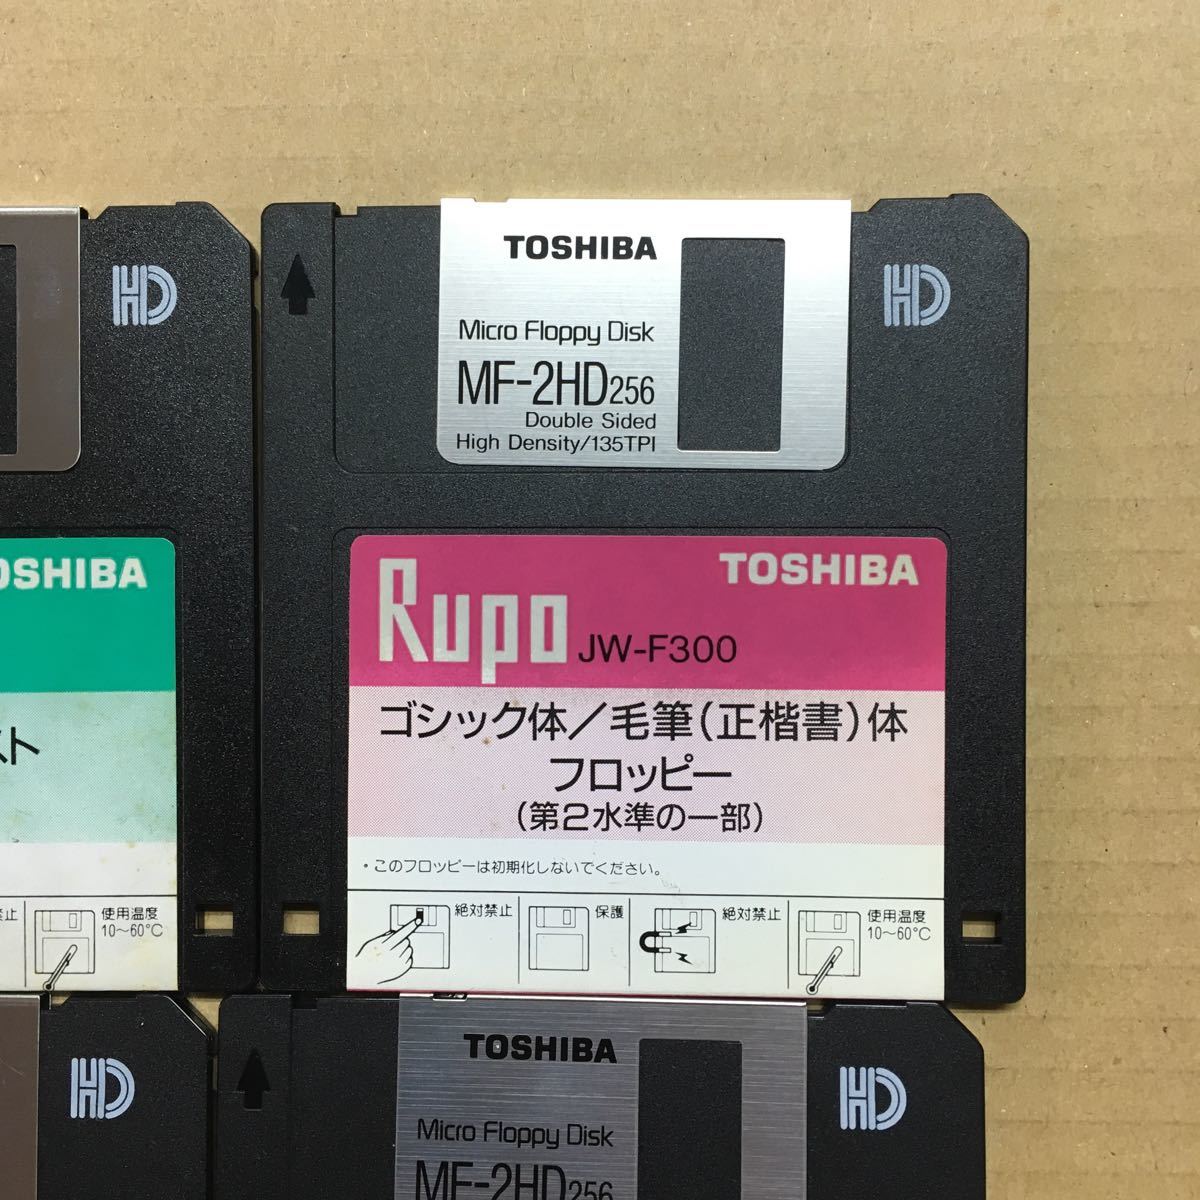 HD
TOSHIBA
Micro Floppy Disk
MF-2HD256
Double Sided
High Density/135TPI
HD
OSHIBA
スト
禁止
使用温度
10〜60℃
Rupo JW-F300
TOSHIBA
ゴシック体/毛筆(正楷書)体
フロッピー
(第2水準の一部)
・このフロッピーは初期化しないでください。
絶対禁止
保護
絶対禁止
使用温度
10〜60℃
HD
TOSHIBA
Micro Floppy Disk
MF-2HD256
HD